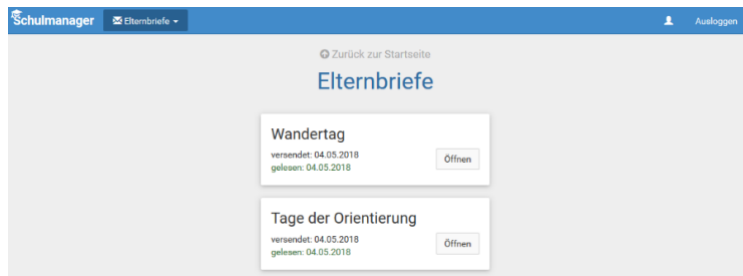 Schulmanager Elternbriefe Ausloggen
Zurück zur Startseite
Elternbriefe
Wandertag
versendet: 04.05.2018
gelesen: 04.05.2018
Öffnen
Tage der Orientierung
versendet: 04.05.2018
gelesen: 04.05.2018
Öffnen